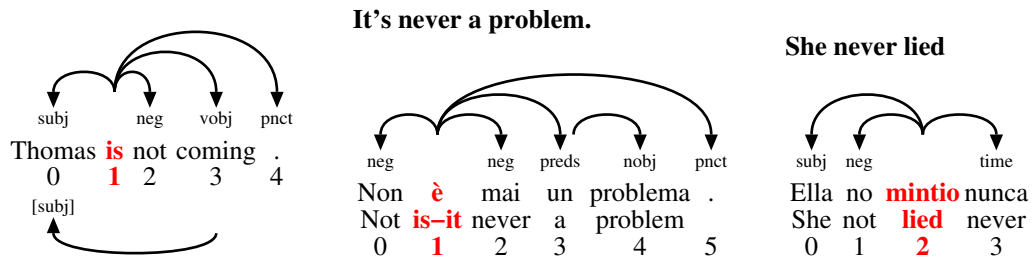 subj neg vobj pnct
Thomas is not coming .
0 1 2 3 4
[subj]
It's never a problem.
neg neg preds nobj pnct
Non è mai un problema .
Not is−it never a problem
0 1 2 3 4 5
She never lied
subj neg time
Ella no mintio nunca
She not lied never
0 1 2 3